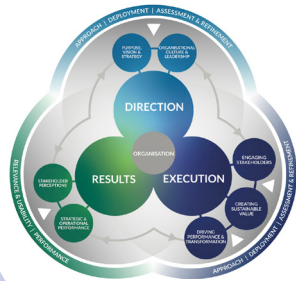 APPROACH | DEPLOYMENT | ASSESSMENT & REFINEMENT
PURPOSE,
VISION &
STRATEGY
ORGANISATIONAL
CULTURE &
LEADERSHIP
DIRECTION
ORGANISATION
RESULTS
EXECUTION
STAKEHOLDER
PERCEPTIONS
STRATEGIC &
OPERATIONAL
PERFORMANCE
ENGAGING
STAKEHOLDERS
CREATING
SUSTAINABLE
VALUE
DRIVING
PERFORMANCE &
TRANSFORMATION
RELEVANCE & USABILITY | PERFORMANCE
APPROACH | DEPLOYMENT | ASSESSMENT & REFINEMENT